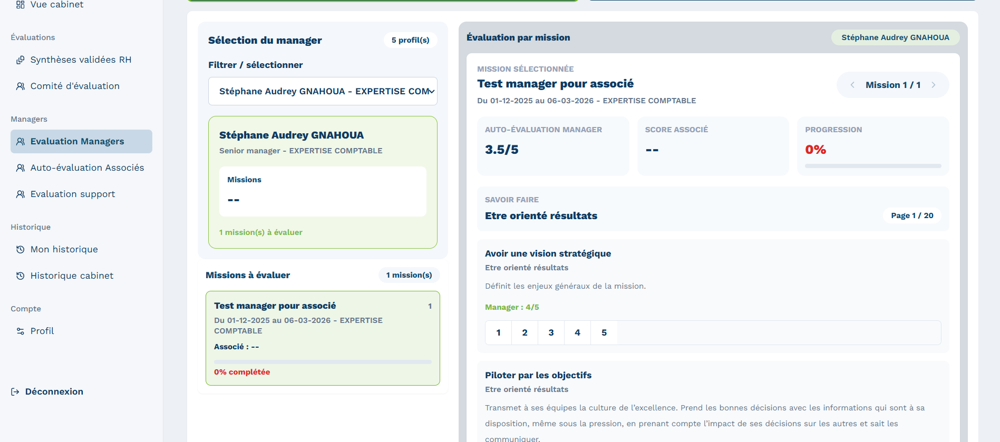 Vue cabinet
Évaluations
Synthèses validées RH
Comité d'évaluation
Managers
Evaluation Managers
Auto-évaluation Associés
Evaluation support
Historique
Mon historique
Historique cabinet
Compte
Profil
Déconnexion
Sélection du manager
5 profil(s)
Filtrer / sélectionner
Stéphane Audrey GNAHOUA - EXPERTISE COM
Stéphane Audrey GNAHOUA
Senior manager - EXPERTISE COMPTABLE
Missions
--
1 mission(s) à évaluer
Missions à évaluer
1 mission(s)
Test manager pour associé
1
Du 01-12-2025 au 06-03-2026 - EXPERTISE
COMPTABLE
Associé : --
0% complétée
Évaluation par mission
Stéphane Audrey GNAHOUA
MISSION SÉLECTIONNÉE
Test manager pour associé
Du 01-12-2025 au 06-03-2026 - EXPERTISE COMPTABLE
Mission 1 / 1
AUTO-ÉVALUATION MANAGER
3.5/5
SCORE ASSOCIÉ
--
PROGRESSION
0%
SAVOIR FAIRE
Etre orienté résultats
Page 1 / 20
Avoir une vision stratégique
Etre orienté résultats
Définit les enjeux généraux de la mission.
Manager : 4/5
1 2 3 4 5
Piloter par les objectifs
Etre orienté résultats
Transmet à ses équipes la culture de l’excellence. Prend les bonnes décisions avec les informations qui sont à sa
disposition, même sous la pression, en prenant compte l’impact de ses décisions sur les autres et sait les
communiquer.